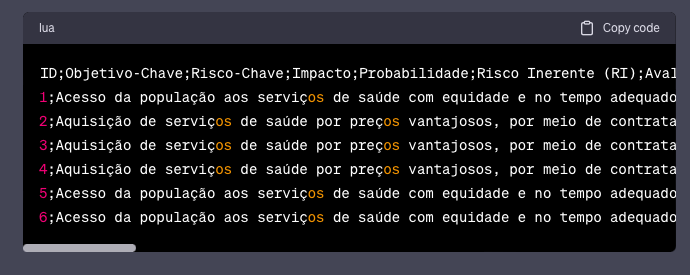 lua Copy code
ID;Objetivo-Chave;Risco-Chave;Impacto;Probabilidade;Risco Inerente (RI);Aval
1;Acesso da população aos serviços de saúde com equidade e no tempo adequado
2;Aquisição de serviços de saúde por preços vantajosos, por meio de contrata
3;Aquisição de serviços de saúde por preços vantajosos, por meio de contrata
4;Aquisição de serviços de saúde por preços vantajosos, por meio de contrata
5;Acesso da população aos serviços de saúde com equidade e no tempo adequado
6;Acesso da população aos serviços de saúde com equidade e no tempo adequado